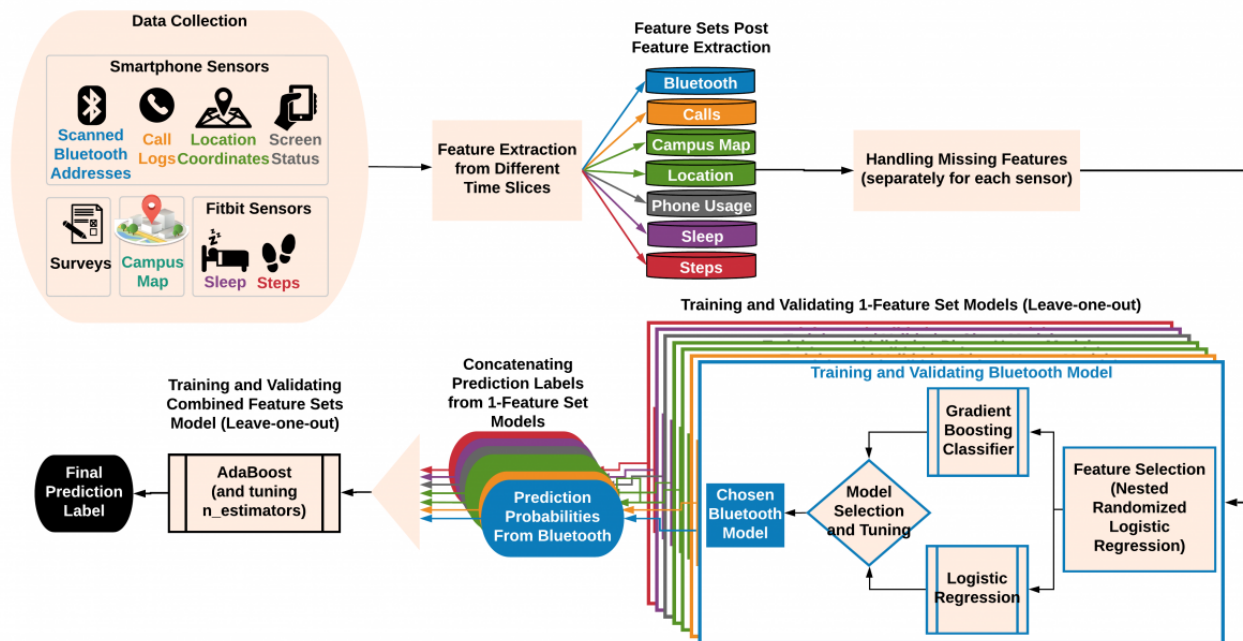 Data Collection
Smartphone Sensors
Scanned
Bluetooth
Addresses
Call
Logs
Location
Coordinates
Screen
Status
Surveys
Campus
Map
Fitbit Sensors
z z
z
Sleep
Steps
Feature Extraction
from Different
Time Slices
Feature Sets Post
Feature Extraction
Bluetooth
Calls
Campus Map
Location
Phone Usage
Sleep
Steps
Handling Missing Features
(separately for each sensor)
Training and Validating 1-Feature Set Models (Leave-one-out)
Training and Validating Bluetooth Model
Feature Selection
(Nested
Randomized
Logistic
Regression)
Gradient
Boosting
Classifier
Logistic
Regression
Model
Selection
and Tuning
Chosen
Bluetooth
Model
Concatenating
Prediction Labels
from 1-Feature Set
Models
Prediction
Probabilities
From Bluetooth
Training and Validating
Combined Feature Sets
Model (Leave-one-out)
AdaBoost
(and tuning
n_estimators)
Final
Prediction
Label